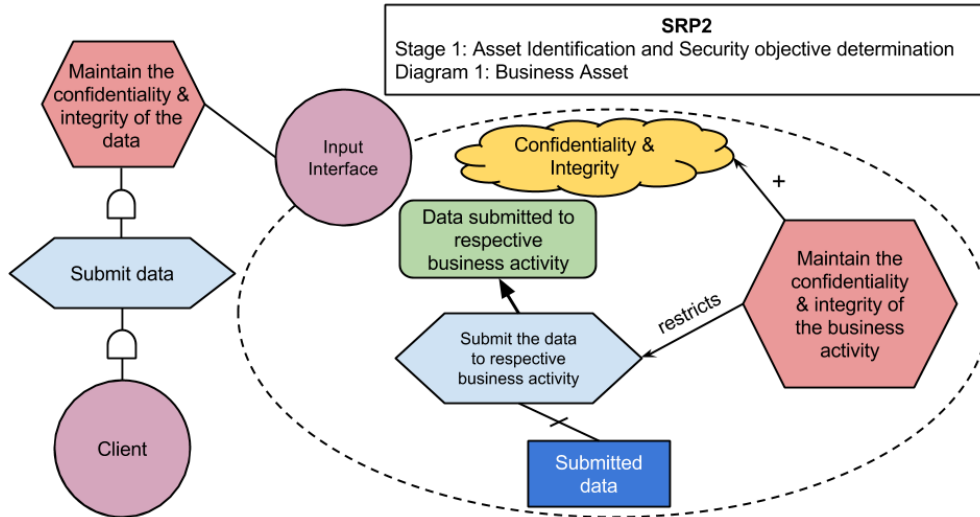 SRP2
Stage 1: Asset Identification and Security objective determination
Diagram 1: Business Asset
Maintain the
confidentiality &
integrity of the
data
Input
Interface
Confidentiality &
Integrity
+
Data submitted to
respective
business activity
Submit data
Maintain the
confidentiality
& integrity of
the business
activity
restricts
Submit the data
to respective
business activity
Client
Submitted
data